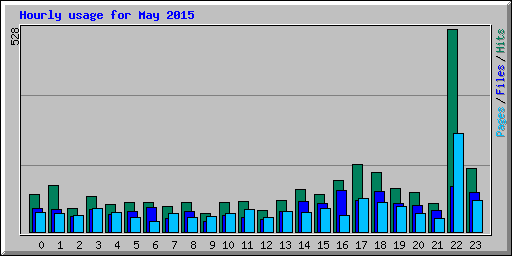 Hourly usage for May 2015
528
Pages / Files / Hits
0 1 2 3 4 5 6 7 8 9 10 11 12 13 14 15 16 17 18 19 20 21 22 23